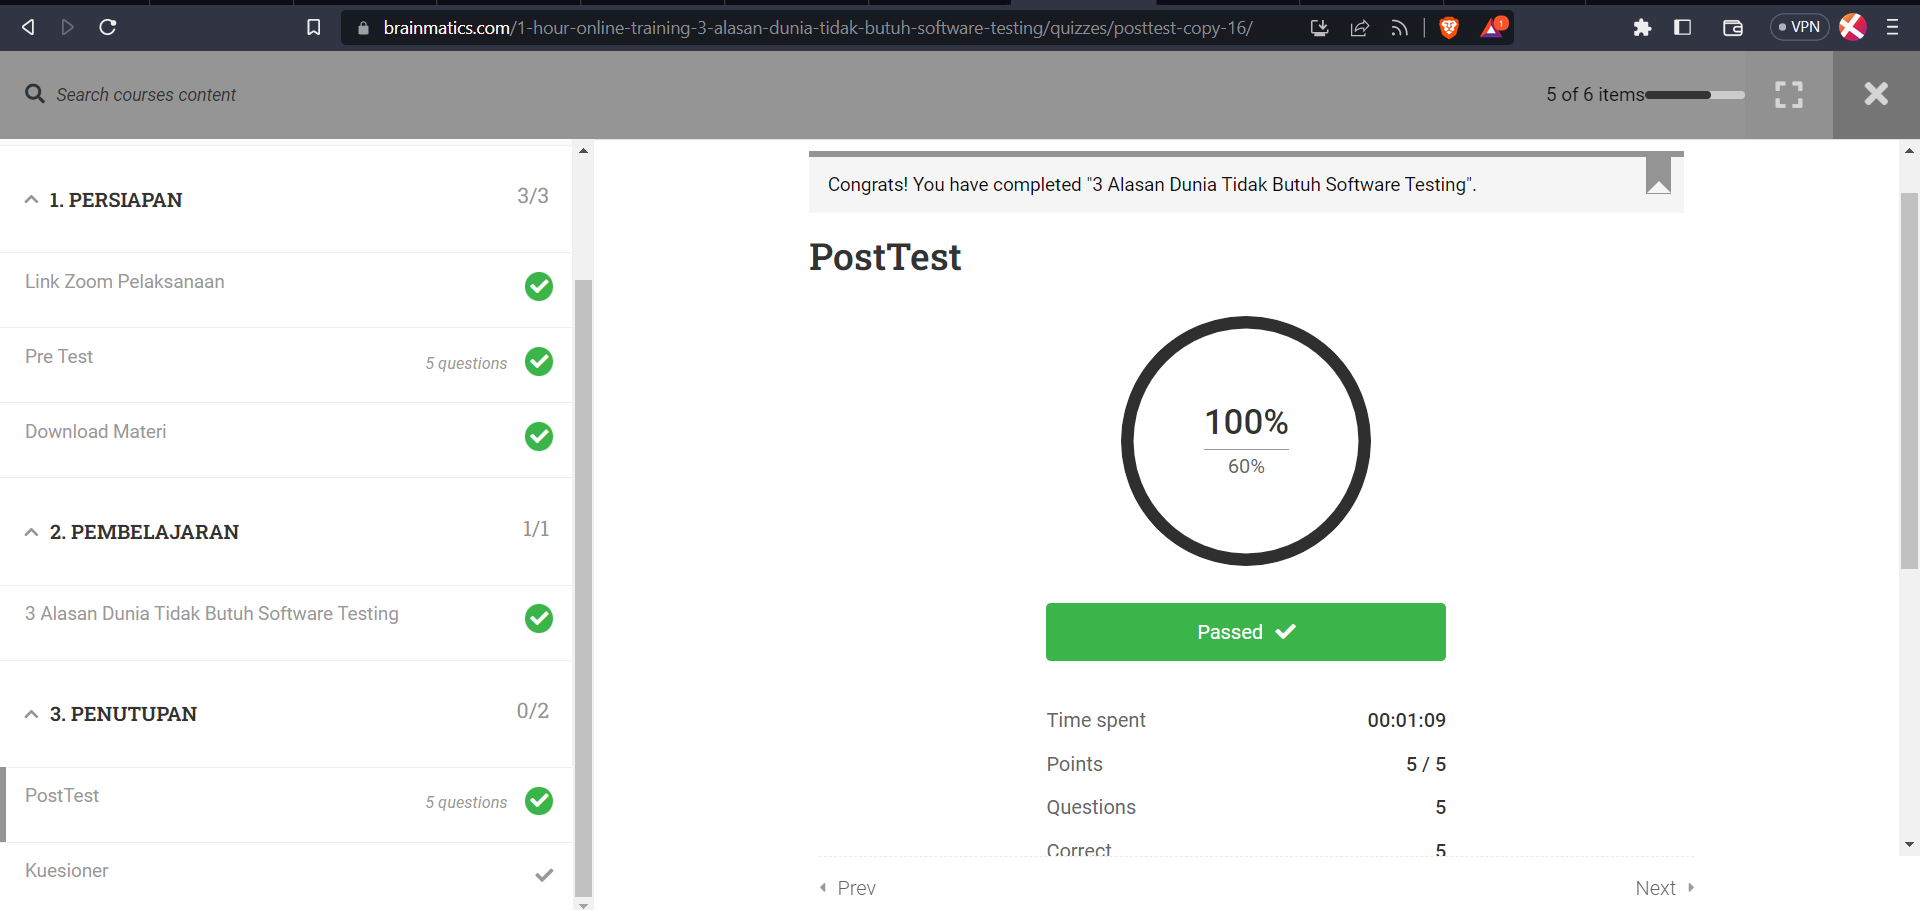 brainmatics.com/1-hour-online-training-3-alasan-dunia-tidak-butuh-software-testing/quizzes/posttest-copy-16/
1
VPN
Search courses content
5 of 6 items
1. PERSIAPAN 3/3
Link Zoom Pelaksanaan
Pre Test 5 questions
Download Materi
2. PEMBELAJARAN 1/1
3 Alasan Dunia Tidak Butuh Software Testing
3. PENUTUPAN 0/2
PostTest 5 questions
Kuesioner
Congrats! You have completed "3 Alasan Dunia Tidak Butuh Software Testing".
PostTest
100%
60%
Passed
Time spent 00:01:09
Points 5 / 5
Questions 5
Correct 5
Prev Next